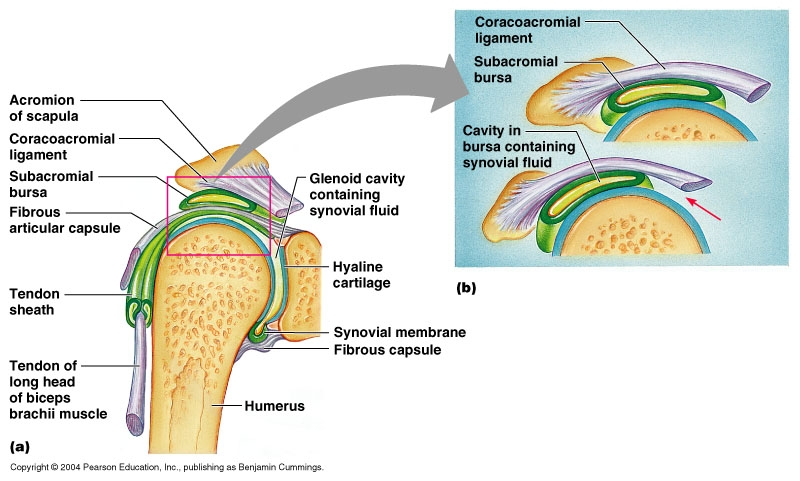 Acromion
of scapula
Coracoacromial
ligament
Subacromial
bursa
Fibrous
articular capsule
Tendon
sheath
Tendon of
long head
of biceps
brachii muscle
Glenoid cavity
containing
synovial fluid
Hyaline
cartilage
Synovial membrane
Fibrous capsule
Humerus
(a)
Coracoacromial
ligament
Subacromial
bursa
Cavity in
bursa containing
synovial fluid
(b)
Copyright © 2004 Pearson Education, Inc., publishing as Benjamin Cummings.